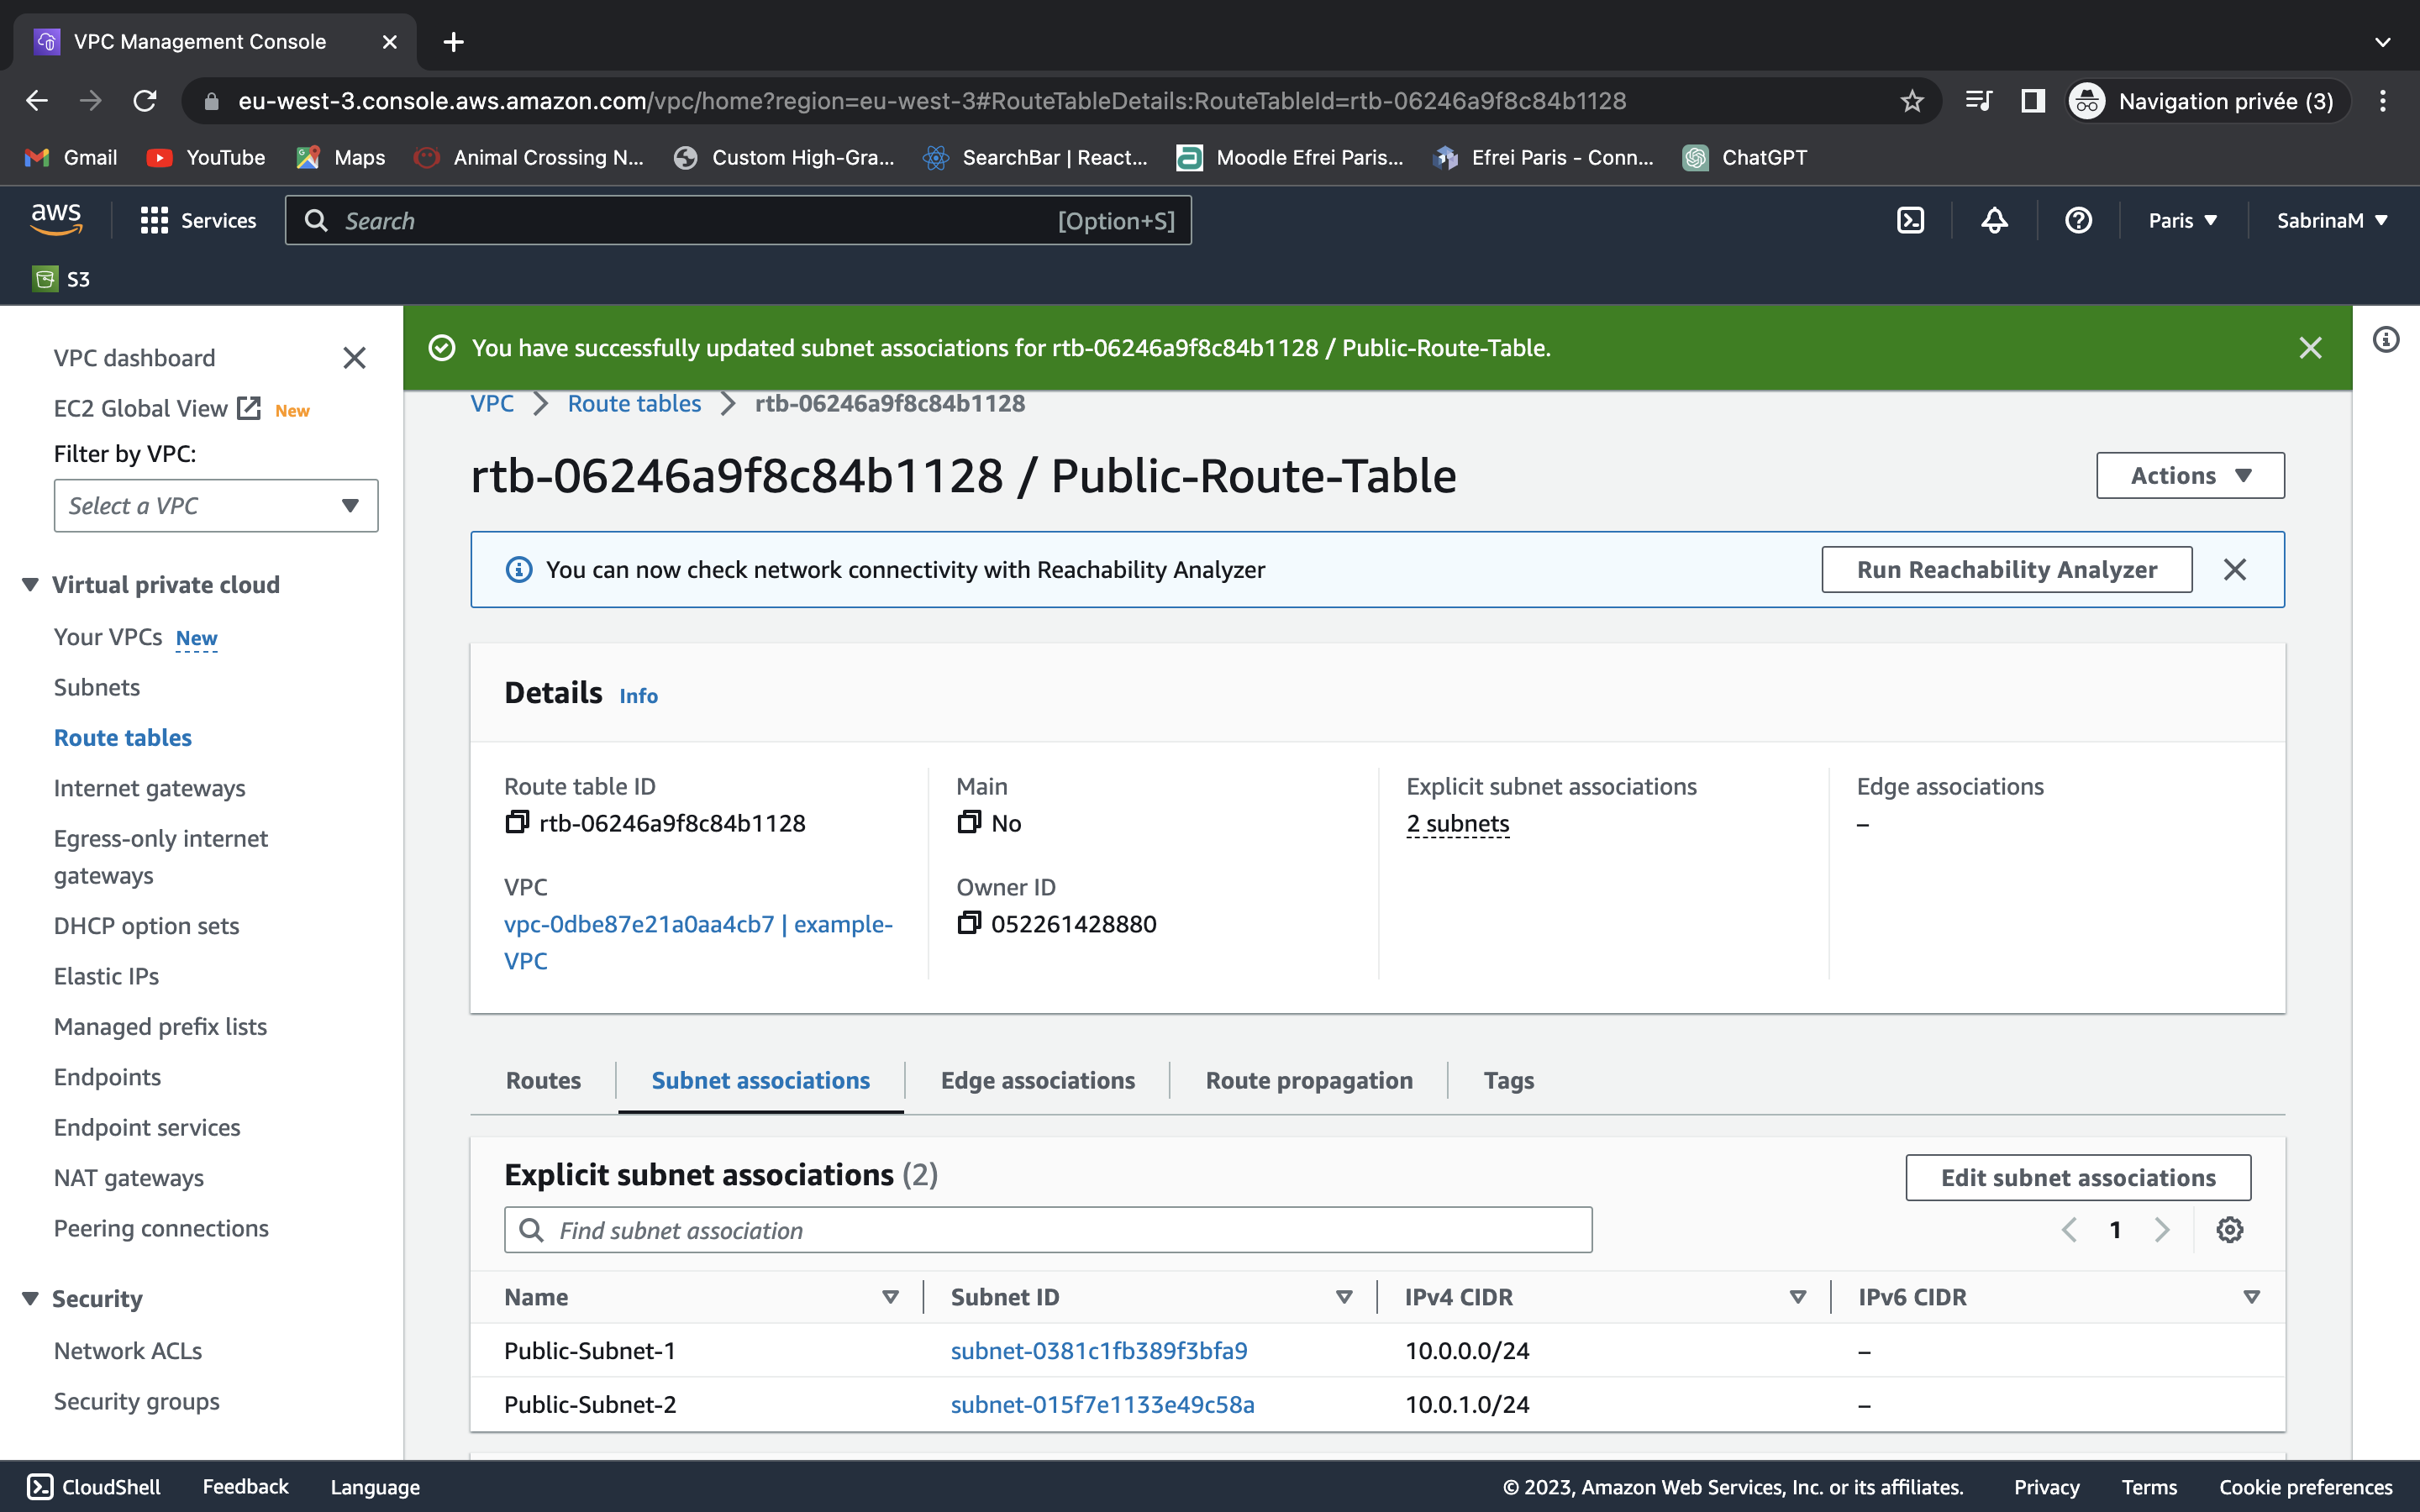 VPC Management Console
eu-west-3.console.aws.amazon.com/vpc/home?region=eu-west-3#RouteTableDetails:RouteTableId=rtb-06246a9f8c84b1128
Navigation privée (3)
Gmail
YouTube
Maps
Animal Crossing N...
Custom High-Gra...
SearchBar | React...
Moodle Efrei Paris...
Efrei Paris - Conn...
ChatGPT
aws
Services
Search
[Option+S]
Paris
SabrinaM
S3
VPC dashboard
EC2 Global View New
Filter by VPC:
Select a VPC
Virtual private cloud
Your VPCs New
Subnets
Route tables
Internet gateways
Egress-only internet
gateways
DHCP option sets
Elastic IPs
Managed prefix lists
Endpoints
Endpoint services
NAT gateways
Peering connections
Security
Network ACLs
Security groups
You have successfully updated subnet associations for rtb-06246a9f8c84b1128 / Public-Route-Table.
VPC > Route tables > rtb-06246a9f8c84b1128
rtb-06246a9f8c84b1128 / Public-Route-Table
Actions
You can now check network connectivity with Reachability Analyzer
Run Reachability Analyzer
Details Info
Route table ID
rtb-06246a9f8c84b1128
Main
No
Explicit subnet associations
2 subnets
Edge associations
–
VPC
vpc-0dbe87e21a0aa4cb7 | example-
VPC
Owner ID
052261428880
Routes
Subnet associations
Edge associations
Route propagation
Tags
Explicit subnet associations (2)
Edit subnet associations
Find subnet association
1
Name Subnet ID IPv4 CIDR IPv6 CIDR
Public-Subnet-1 subnet-0381c1fb389f3bfa9 10.0.0.0/24 –
Public-Subnet-2 subnet-015f7e1133e49c58a 10.0.1.0/24 –
CloudShell
Feedback
Language
© 2023, Amazon Web Services, Inc. or its affiliates.
Privacy
Terms
Cookie preferences